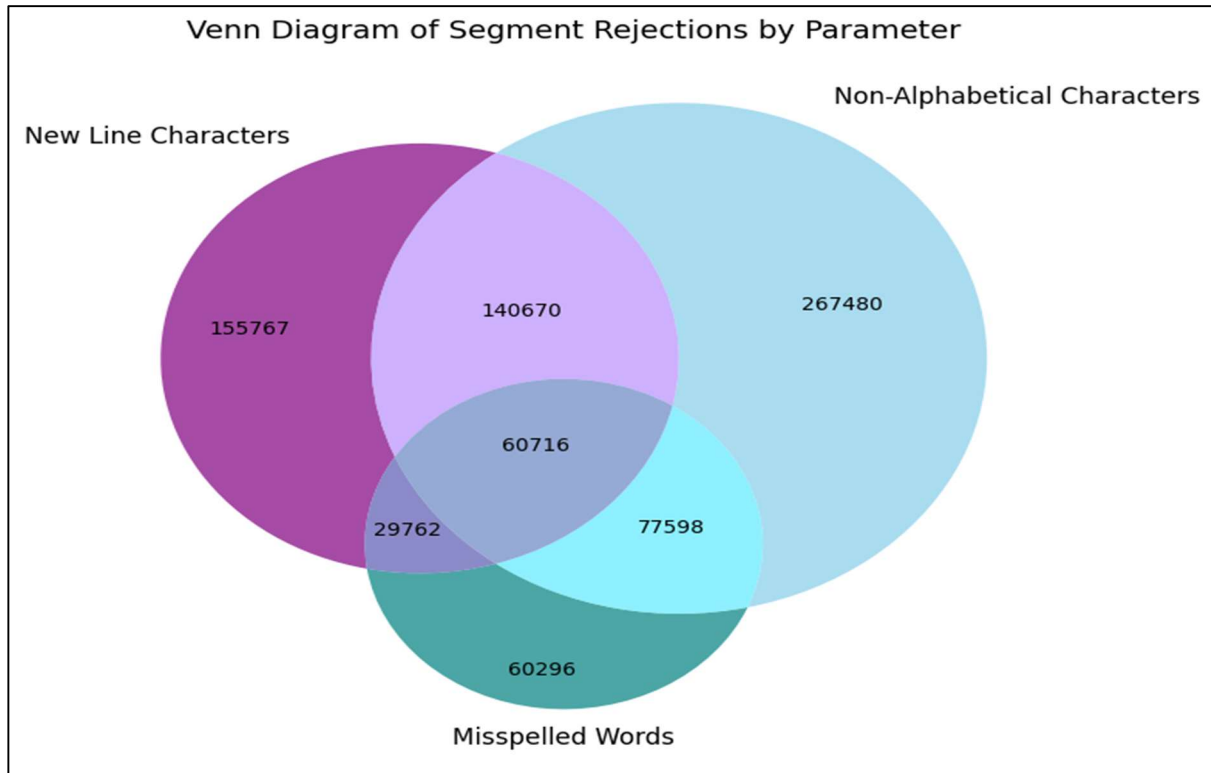 Venn Diagram of Segment Rejections by Parameter
Non-Alphabetical Characters
New Line Characters
155767
140670
267480
60716
29762
77598
60296
Misspelled Words